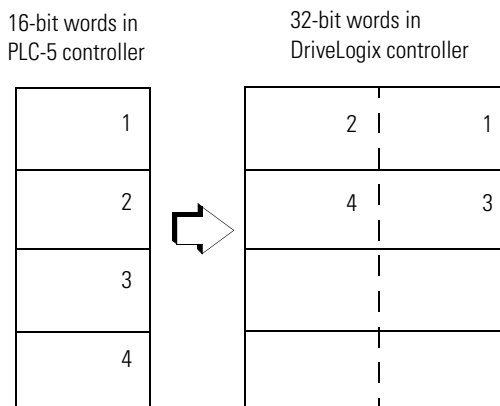 16-bit words in
PLC-5 controller
32-bit words in
DriveLogix controller
1
2
3
4
2 1
4 3